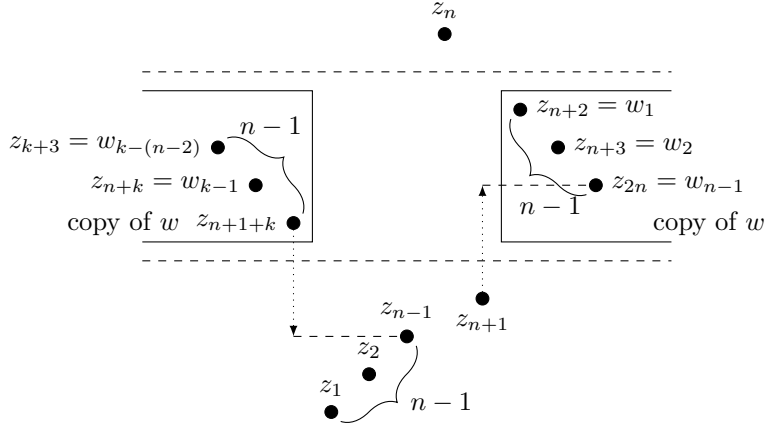 $z_n$
$z_{k+3} = w_{k-(n-2)}$
$n-1$
$z_{n+2} = w_1$
$z_{n+3} = w_2$
$z_{n+k} = w_{k-1}$
$z_{2n} = w_{n-1}$
$n-1$
copy of $w$
$z_{n+1+k}$
copy of $w$
$z_{n-1}$
$z_{n+1}$
$z_2$
$z_1$
$n-1$